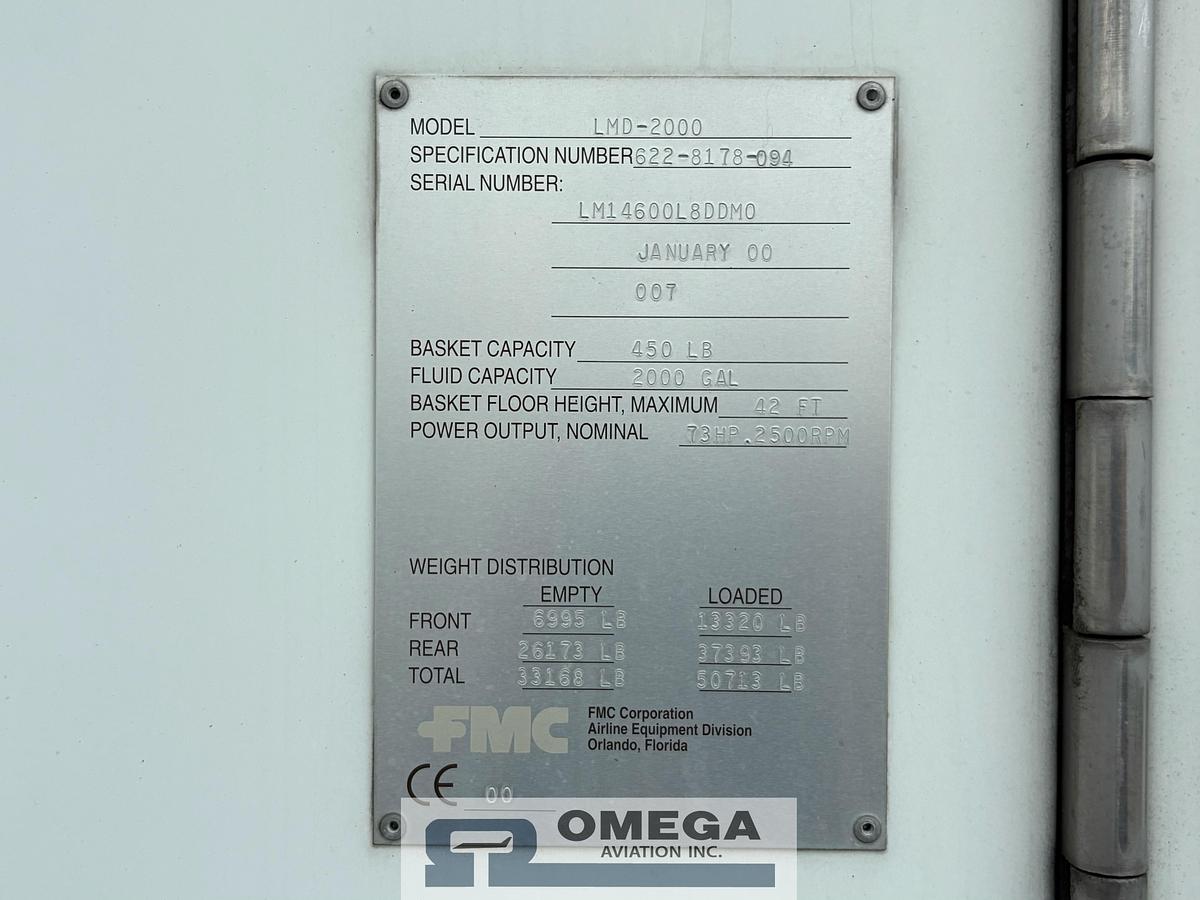 MODEL LMD-2000
SPECIFICATION NUMBER 622-8178-094
SERIAL NUMBER:
LM14600L8DDM0
JANUARY 00
007
BASKET CAPACITY 450 LB
FLUID CAPACITY 2000 GAL
BASKET FLOOR HEIGHT, MAXIMUM 42 FT
POWER OUTPUT, NOMINAL 73HP.2500RPM
WEIGHT DISTRIBUTION
EMPTY LOADED
FRONT 6995 LB 13320 LB
REAR 26173 LB 37393 LB
TOTAL 33168 LB 50713 LB
FMC FMC Corporation
Airline Equipment Division
Orlando, Florida
CE 00
OMEGA
AVIATION INC.